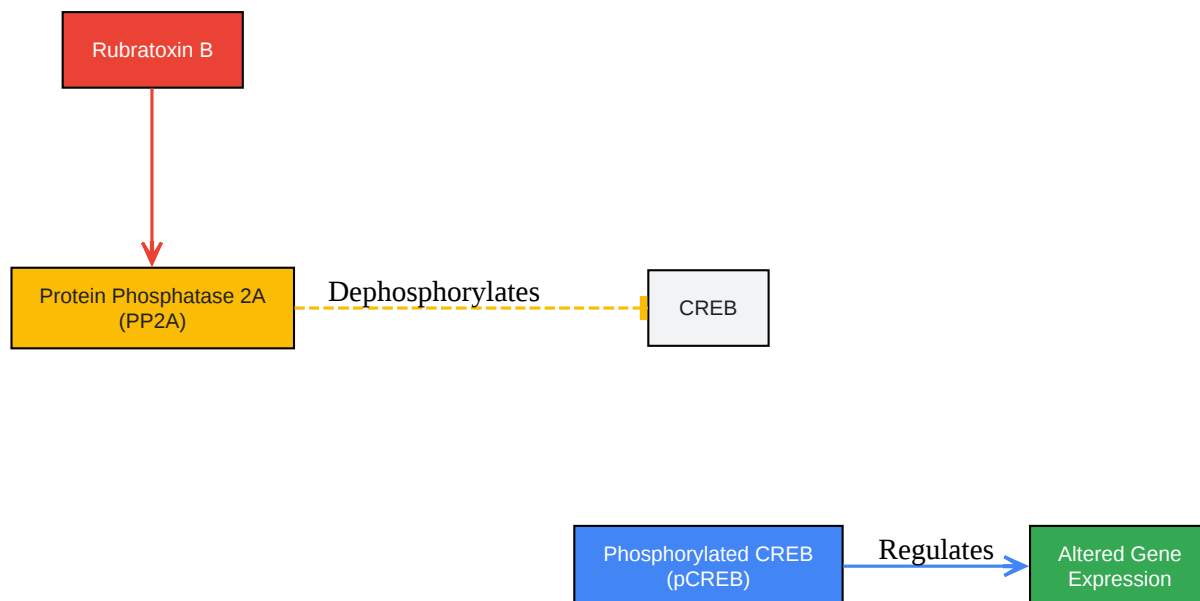 Rubratoxin B
Protein Phosphatase 2A
(PP2A)
Dephosphorylates
CREB
Phosphorylated CREB
(pCREB)
Regulates
Altered Gene
Expression